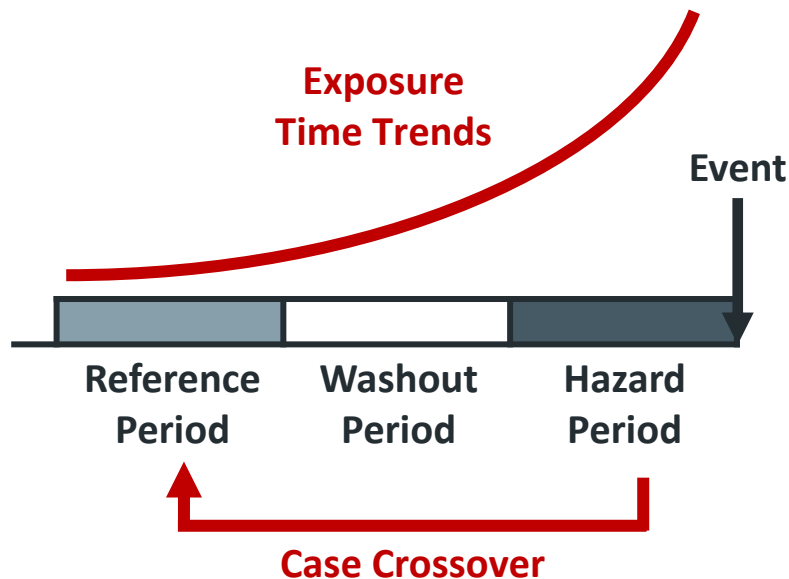 Exposure
Time Trends
Event
Reference
Period
Washout
Period
Hazard
Period
Case Crossover